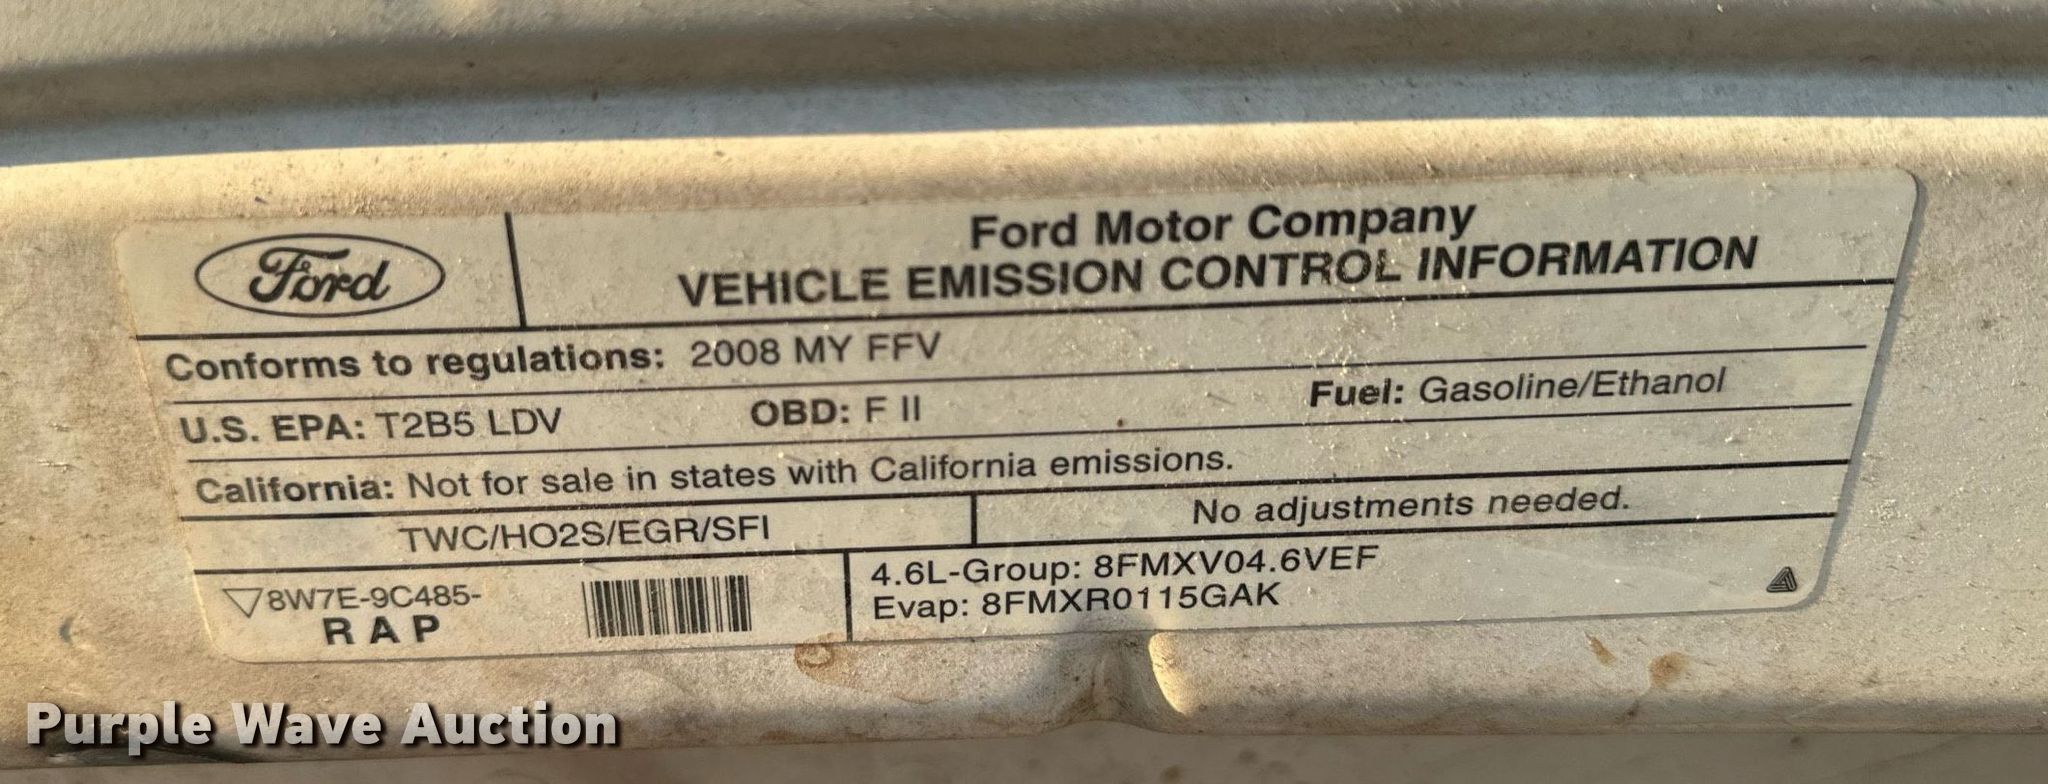 Ford
Ford Motor Company
VEHICLE EMISSION CONTROL INFORMATION
Conforms to regulations: 2008 MY FFV
U.S. EPA: T2B5 LDV OBD: F II Fuel: Gasoline/Ethanol
California: Not for sale in states with California emissions.
TWC/HO2S/EGR/SFI No adjustments needed.
8W7E-9C485-
R A P
4.6L-Group: 8FMXV04.6VEF
Evap: 8FMXR0115GAK
Purple Wave Auction